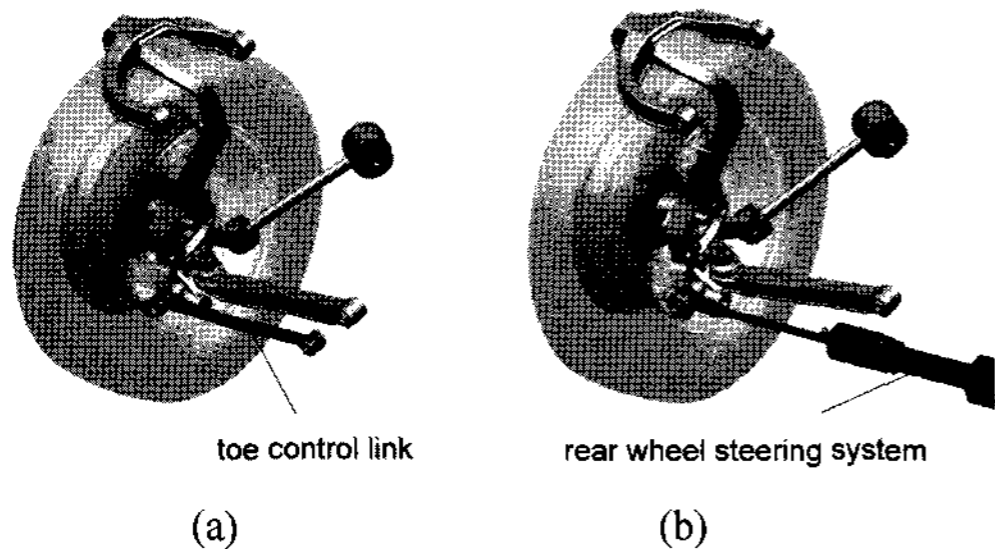 toe control link
rear wheel steering system
(a)
(b)